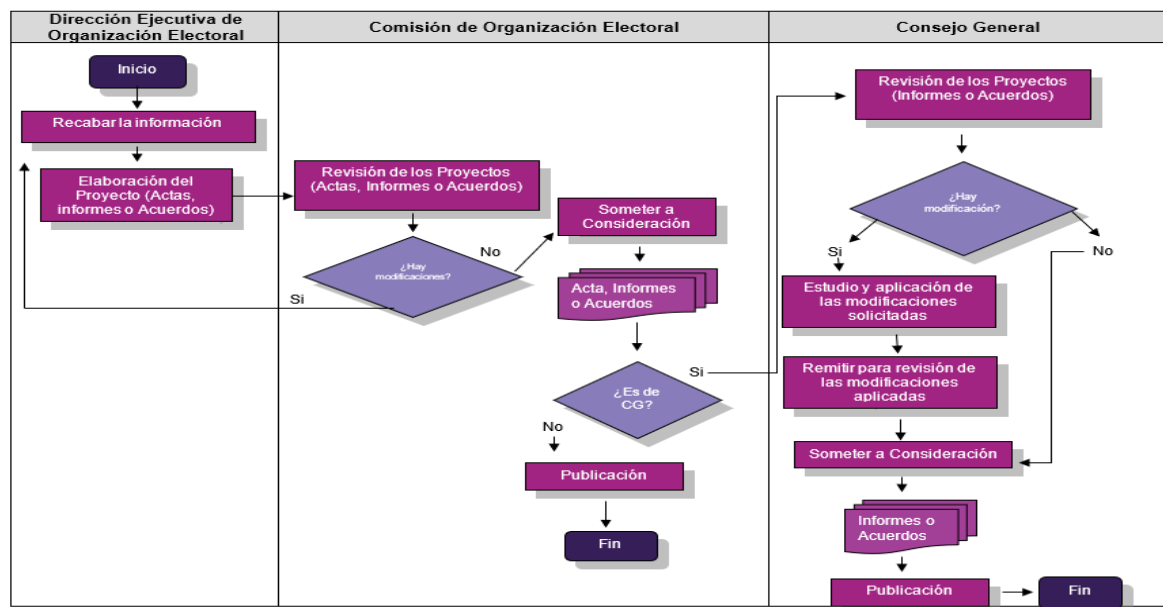 Dirección Ejecutiva de
Organización Electoral
Comisión de Organización Electoral
Consejo General
Inicio
Recabar la información
Elaboración del
Proyecto (Actas,
informes o Acuerdos)
Revisión de los Proyectos
(Actas, Informes o Acuerdos)
¿Hay
modificaciones?
No
Si
Someter a
Consideración
Acta, Informes
o Acuerdos
¿Es de
CG?
Si
No
Publicación
Fin
Revisión de los Proyectos
(Informes o Acuerdos)
¿Hay
modificación?
Si
No
Estudio y aplicación de
las modificaciones
solicitadas
Remitir para revisión de
las modificaciones
aplicadas
Someter a Consideración
Informes o
Acuerdos
Publicación
Fin